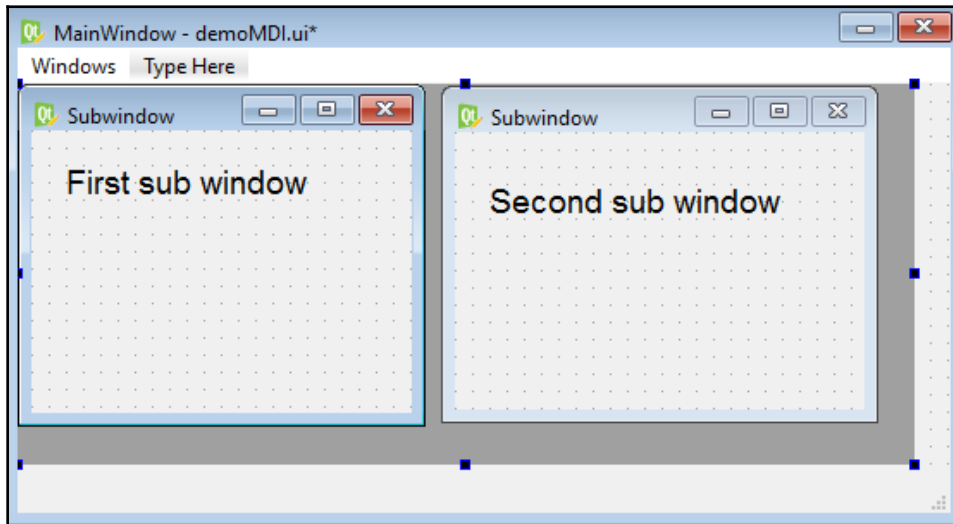 MainWindow - demoMDI.ui*
Windows Type Here
Subwindow
First sub window
Subwindow
Second sub window